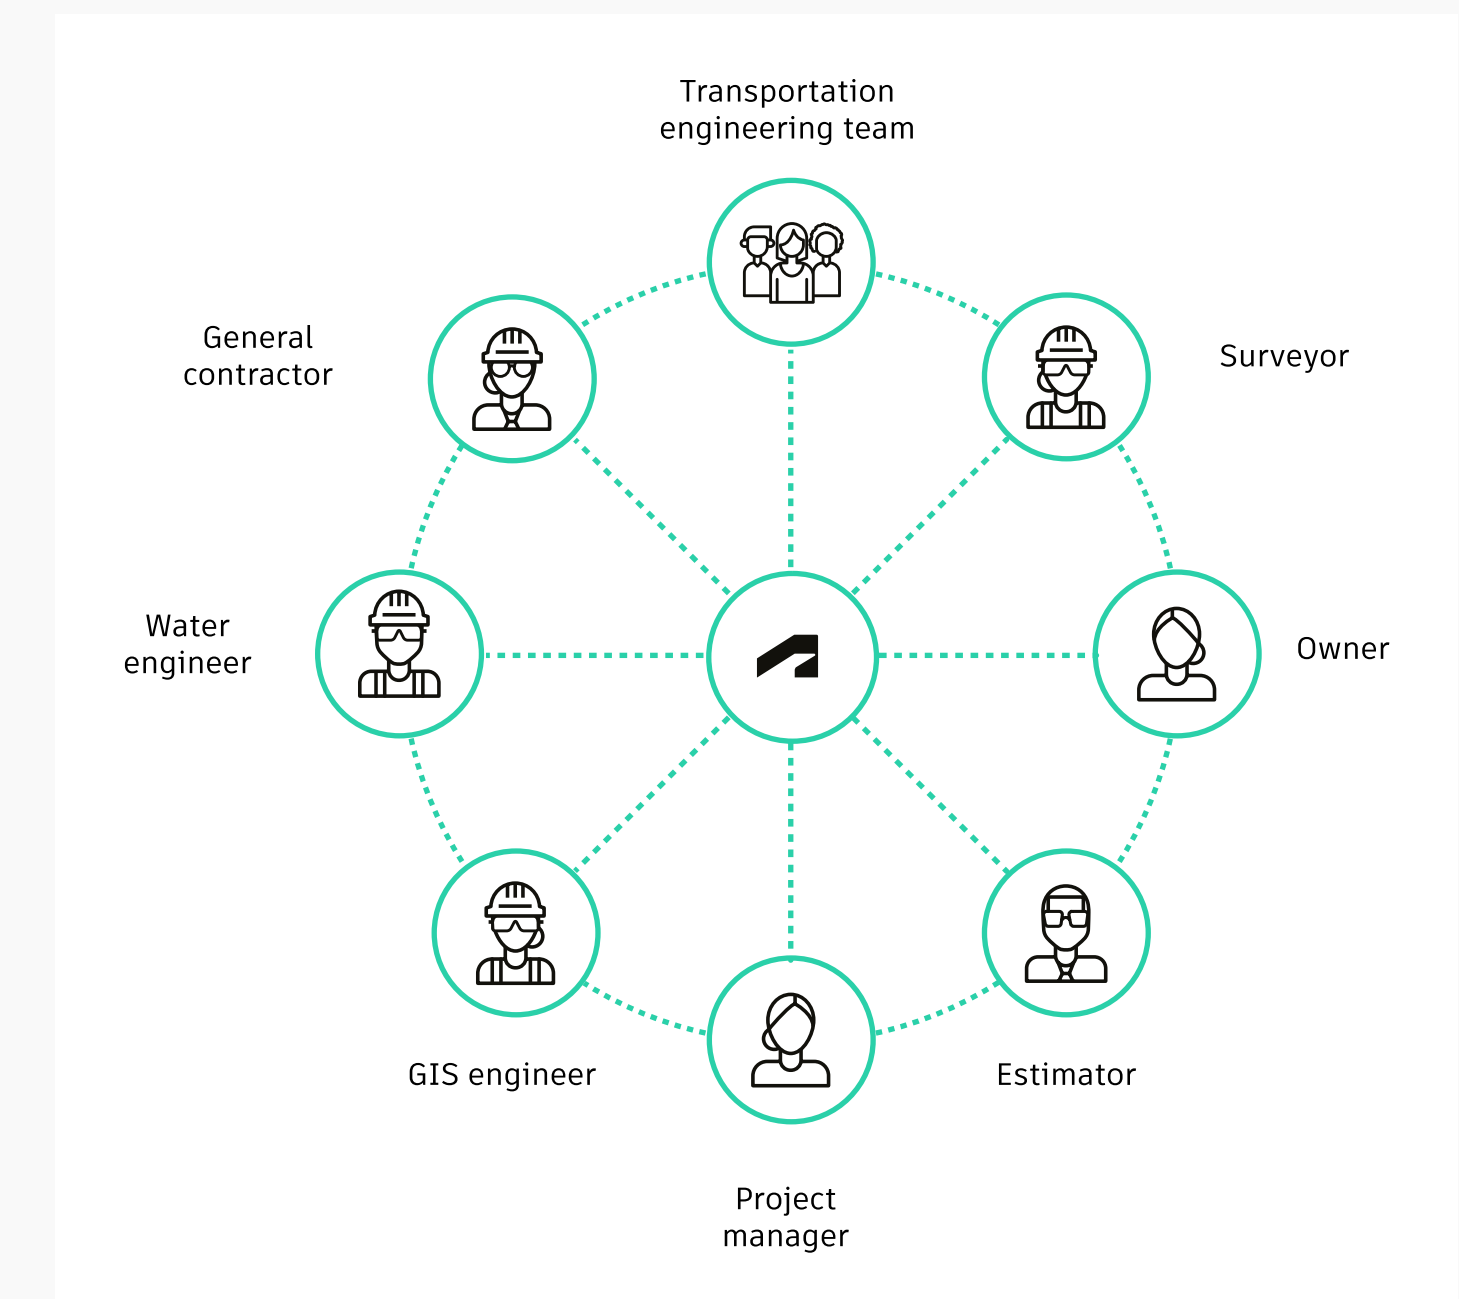 Transportation
engineering team
General
contractor
Surveyor
Water
engineer
Owner
GIS engineer
Estimator
Project
manager